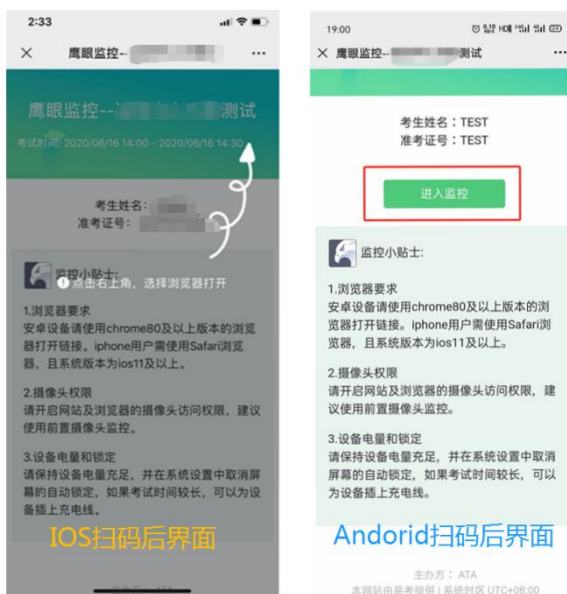 2:33
鹰眼监控--
鹰眼监控-- 测试
考试时间: 2020/06/16 14:00 - 2020/06/16 14:30
考生姓名:
准考证号:
监控小贴士:
点击右上角，选择浏览器打开
1.浏览器要求
安卓设备请使用chrome80及以上版本的浏览
器打开链接。iphone用户需使用Safari浏览
器，且系统版本为ios11及以上。
2.摄像头权限
请开启网站及浏览器的摄像头访问权限，建议
使用前置摄像头监控。
3.设备电量和锁定
请保持设备电量充足，并在系统设置中取消屏
幕的自动锁定，如果考试时间较长，可以为设
备插上充电线。
IOS扫码后界面
19:00
鹰眼监控-- 测试
考生姓名：TEST
准考证号：TEST
进入监控
监控小贴士:
1.浏览器要求
安卓设备请使用chrome80及以上版本的浏
览器打开链接。iphone用户需使用Safari浏
览器，且系统版本为ios11及以上。
2.摄像头权限
请开启网站及浏览器的摄像头访问权限，建
议使用前置摄像头监控。
3.设备电量和锁定
请保持设备电量充足，并在系统设置中取消
屏幕的自动锁定，如果考试时间较长，可以
为设备插上充电线。
Andorid扫码后界面
主办方： ATA
本网站由易考提供 | 系统时区 UTC+08:00